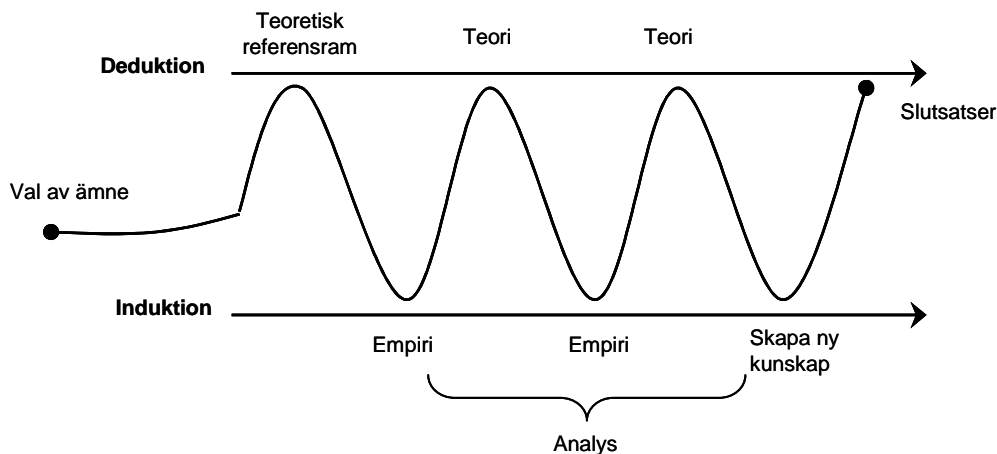 Teoretisk
referensram
Teori
Teori
Deduktion
Slutsatser
Val av ämne
Induktion
Empiri
Empiri
Skapa ny
kunskap
Analys